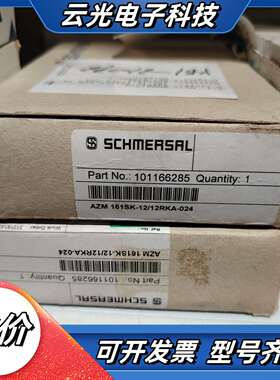 云光电子科技
SCHMERSAL
Part No.: 101166285 Quantity: 1
AZM 161SK-12/12RKA-024
AZM 161SK-12/12RKA-024
Part No.: 101166285 Quantity: 1
SCHMERSAL
价
可开发票 型号齐